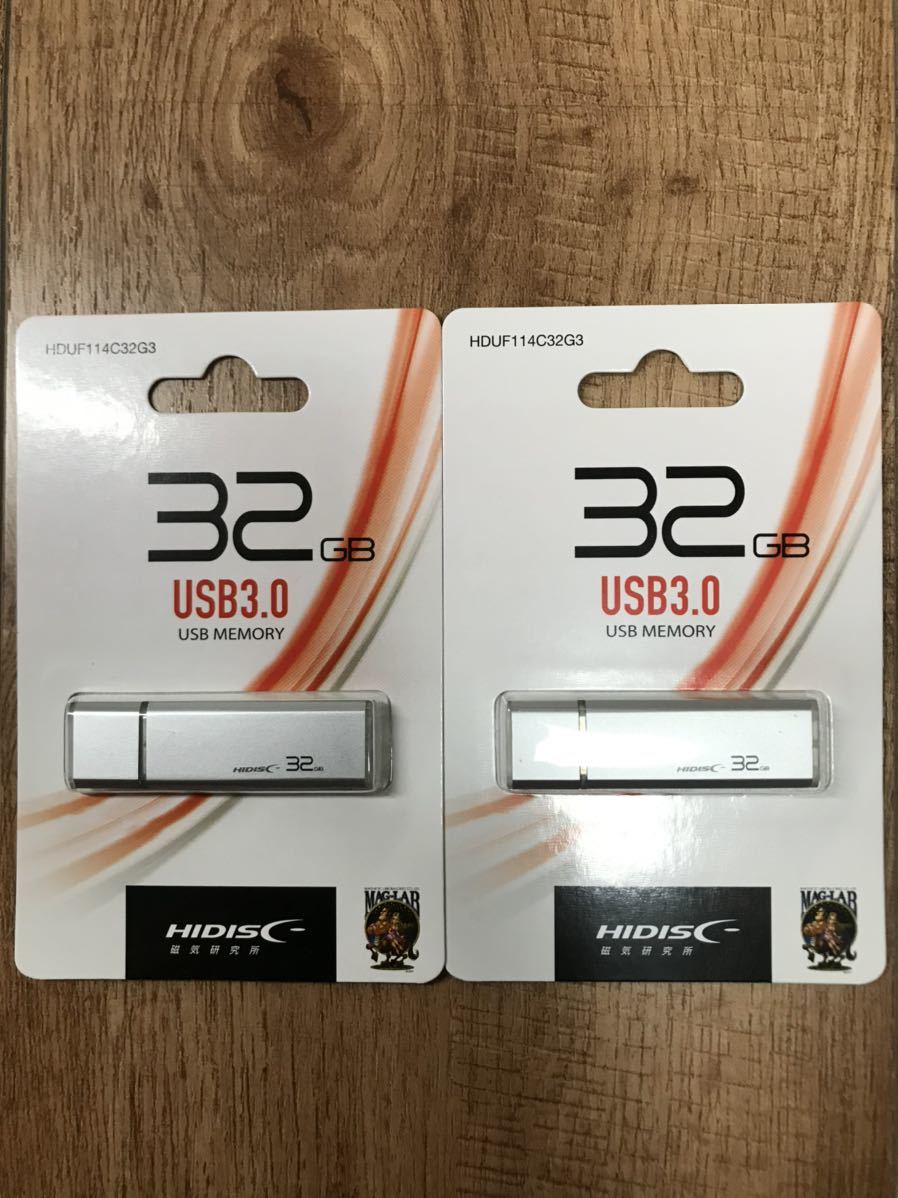 HDUF114C32G3
32GB
USB3.0
USB MEMORY
HIDISC 32GB
HIDISC
磁気研究所
MAG-LAB
HDUF114C32G3
32GB
USB3.0
USB MEMORY
HIDISC 32GB
HIDISC
磁気研究所
MAG-LAB